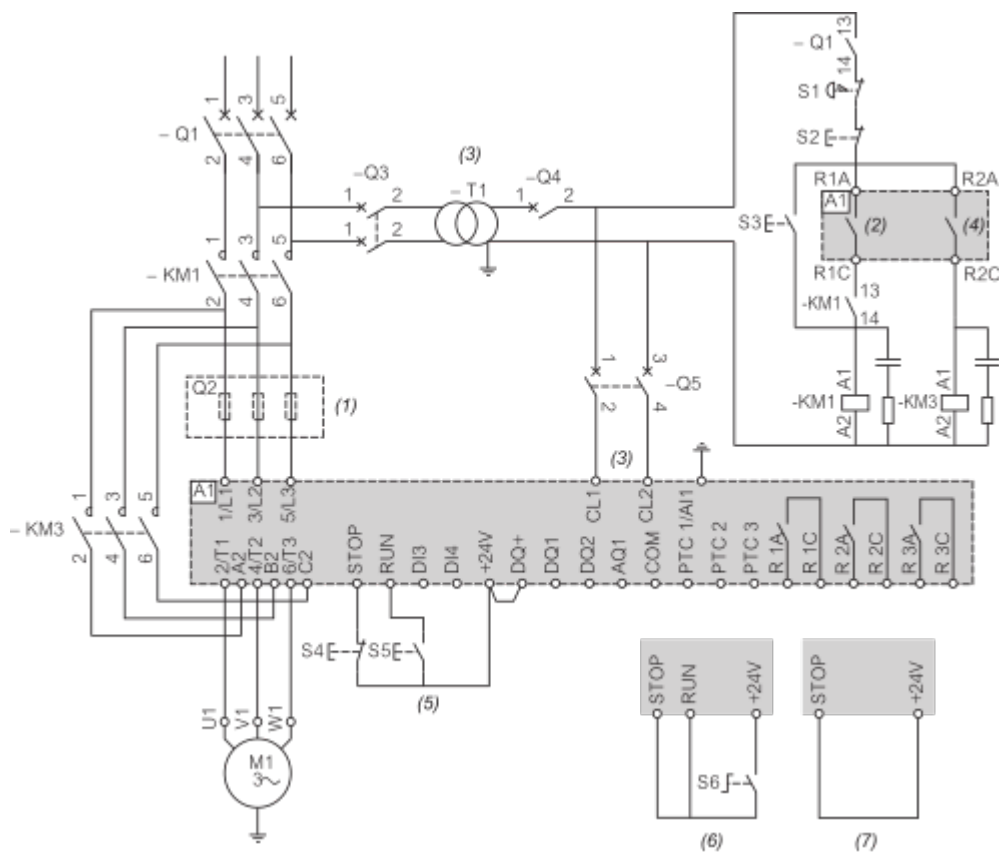 13
– Q1
14
S1
S2
1
3
5
– Q1
2
4
6
(3)
–Q3
1
2
2
– T1
–Q4
1
2
R1A
R2A
A1
S3
(2)
(4)
R1C
R2C
1
3
5
– KM1
2
4
6
-KM1
13
14
Q2
(1)
1
3
–Q5
2
4
A1
A1
-KM1
-KM3
A2
A2
(3)
1
3
5
– KM3
2
4
6
A1
1/L1
3/L2
5/L3
CL1
CL2
PTC 1/AI1
2/T1
A2
4/T2
B2
6/T3
C2
STOP
RUN
DI3
DI4
+24V
DQ+
DQ1
DQ2
AQ1
COM
PTC 2
PTC 3
R 1A
R 1C
R 2A
R 2C
R 3A
R 3C
S4
S5
(5)
STOP
RUN
+24V
S6
(6)
STOP
+24V
(7)
U1
V1
W1
M1
3